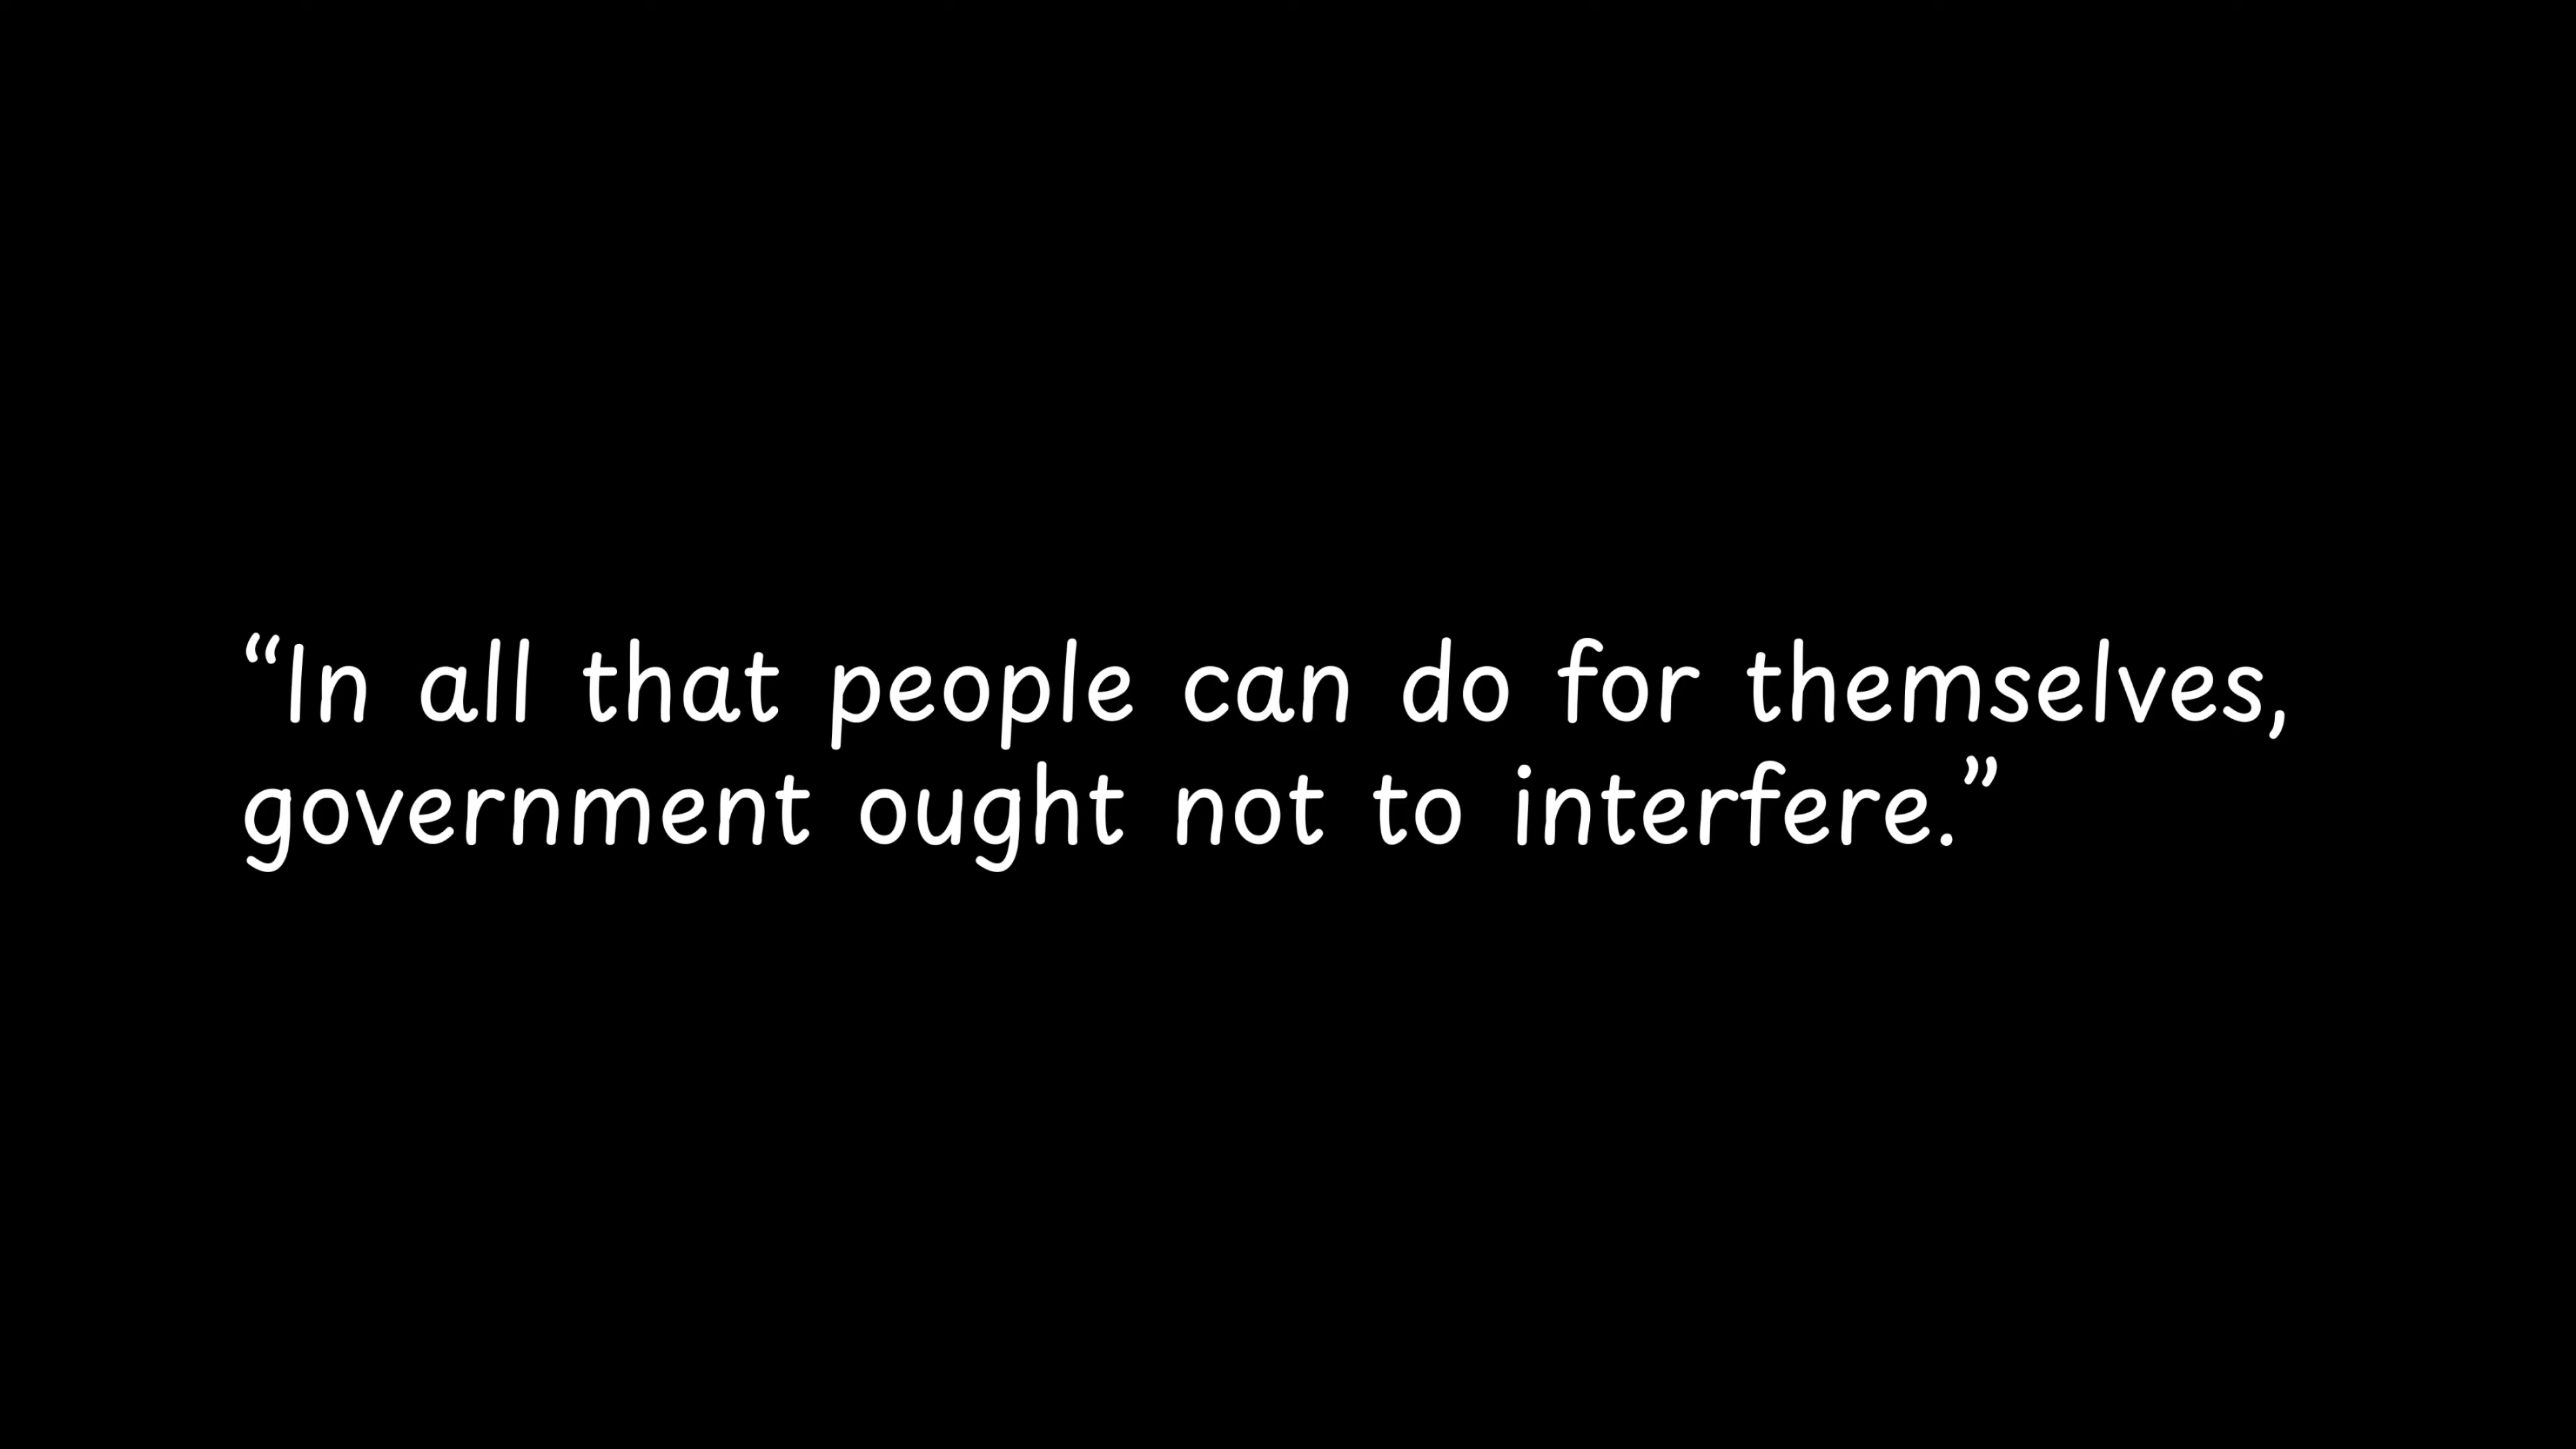 “In all that people can do for themselves,
government ought not to interfere.”